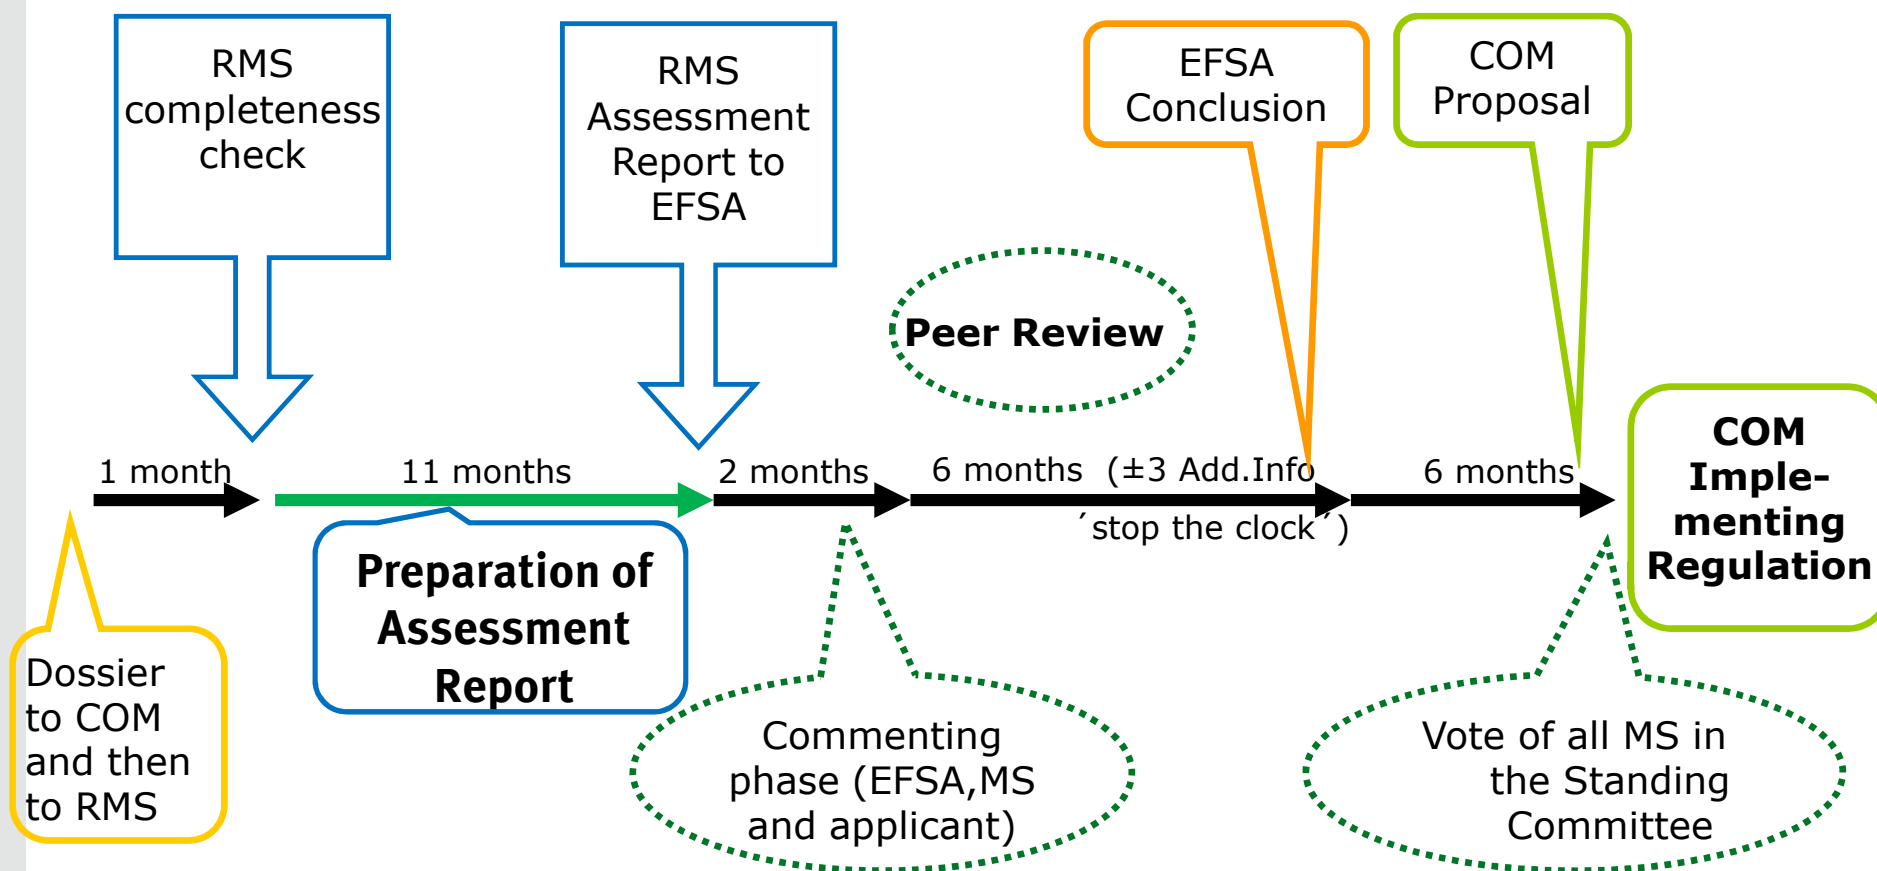 RMS
completeness
check
RMS
Assessment
Report to
EFSA
EFSA
Conclusion
COM
Proposal
Peer Review
1 month
11 months
2 months
6 months (±3 Add.Info
´stop the clock´)
6 months
COM
Imple-
menting
Regulation
Preparation of
Assessment
Report
Dossier
to COM
and then
to RMS
Commenting
phase (EFSA,MS
and applicant)
Vote of all MS in
the Standing
Committee